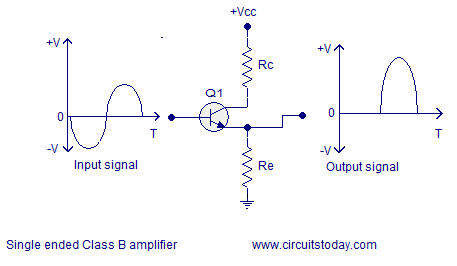 +Vcc
+V
+V
Rc
Q1
0
0
T
T
-V
-V
Input signal
Re
Output signal
Single ended Class B amplifier
www.circuitstoday.com